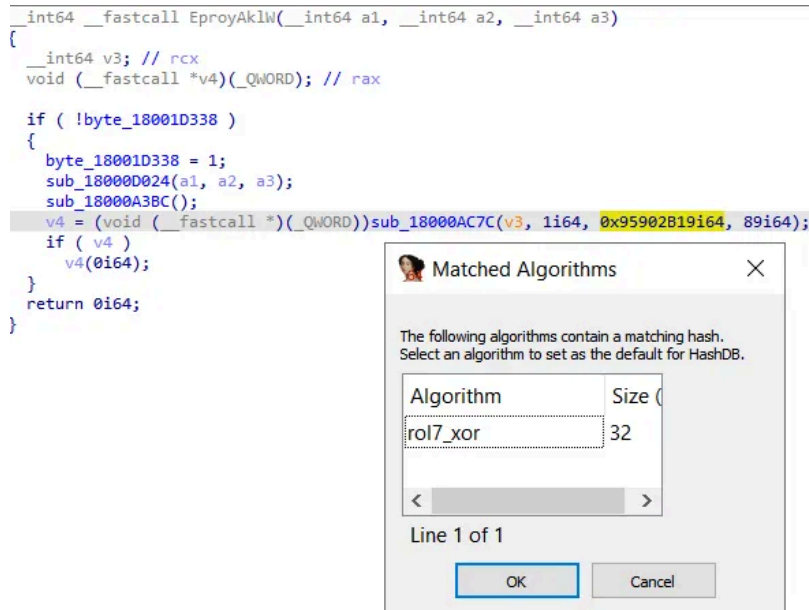 __int64 __fastcall EproyAklW(__int64 a1, __int64 a2, __int64 a3)
{
__int64 v3; // rcx
void (__fastcall *v4)(_QWORD); // rax
if ( !byte_18001D338 )
{
byte_18001D338 = 1;
sub_18000D024(a1, a2, a3);
sub_18000A3BC();
v4 = (void (__fastcall *)(_QWORD))sub_18000AC7C(v3, 1i64, 0x95902B19i64, 89i64);
if ( v4 )
v4(0i64);
}
return 0i64;
}
Matched Algorithms
The following algorithms contain a matching hash.
Select an algorithm to set as the default for HashDB.
Algorithm Size (
rol7_xor 32
Line 1 of 1
OK Cancel